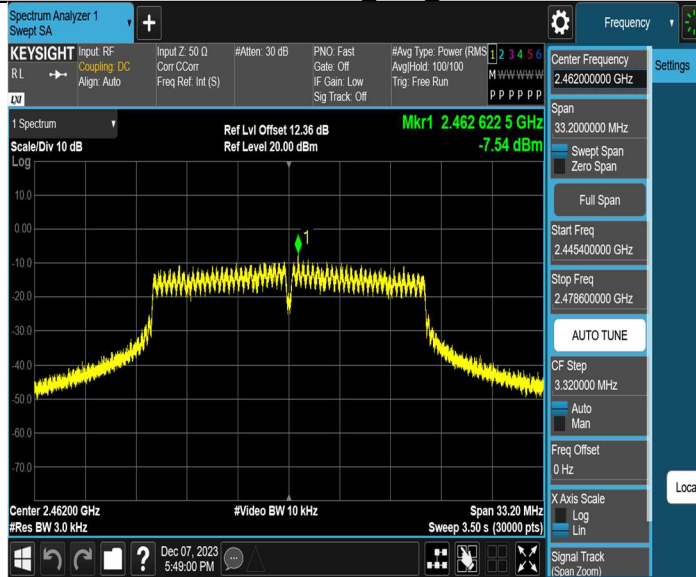 Spectrum Analyzer 1
Swept SA
+
Frequency
KEYSIGHT
RL
LXI
Input: RF
Coupling: DC
Align: Auto
Input Z: 50 Ω
Corr CCorr
Freq Ref: Int (S)
#Atten: 30 dB
PNO: Fast
Gate: Off
IF Gain: Low
Sig Track: Off
#Avg Type: Power (RMS
Avg|Hold: 100/100
Trig: Free Run
1 2 3 4 5 6
M W W W W W
P P P P P P
1 Spectrum
Scale/Div 10 dB
Log
Ref Lvl Offset 12.36 dB
Ref Level 20.00 dBm
Mkr1 2.462 622 5 GHz
-7.54 dBm
10.0
0.00
-10.0
-20.0
-30.0
-40.0
-50.0
-60.0
-70.0
1
Center 2.46200 GHz
#Res BW 3.0 kHz
#Video BW 10 kHz
Span 33.20 MHz
Sweep 3.50 s (30000 pts)
Center Frequency
2.462000000 GHz
Settings
Span
33.2000000 MHz
Swept Span
Zero Span
Full Span
Start Freq
2.445400000 GHz
Stop Freq
2.478600000 GHz
AUTO TUNE
CF Step
3.320000 MHz
Auto
Man
Freq Offset
0 Hz
X Axis Scale
Log
Lin
Loca
Signal Track
(Span Zoom)
?
Dec 07, 2023
5:49:00 PM